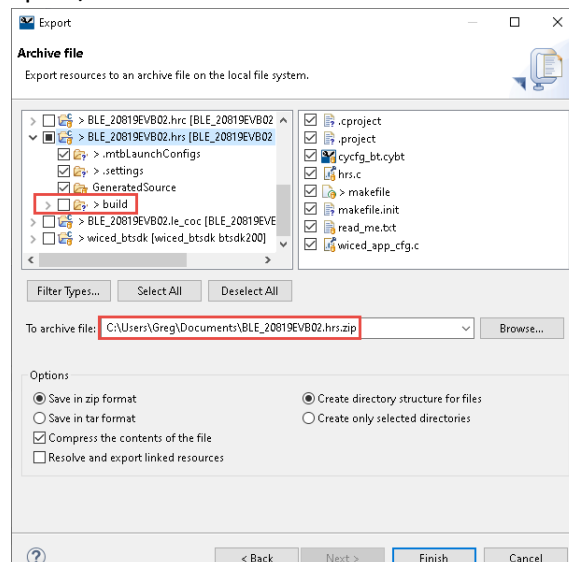 Export
Archive file
Export resources to an archive file on the local file system.
> BLE_20819EVB02.hrc [BLE_20819EVB02
> BLE_20819EVB02.hrs [BLE_20819EVB02
> .mtbLaunchConfigs
> .settings
GeneratedSource
> build
> BLE_20819EVB02.le_coc [BLE_20819EVE
> wiced_btsdk [wiced_btsdk btsdk200]
.cproject
.project
cycfg_bt.cybt
hrs.c
> makefile
makefile.init
read_me.txt
wiced_app_cfg.c
Filter Types... Select All Deselect All
To archive file: C:\Users\Greg\Documents\BLE_20819EVB02.hrs.zip Browse...
Options
Save in zip format Create directory structure for files
Save in tar format Create only selected directories
Compress the contents of the file
Resolve and export linked resources
? < Back Next > Finish Cancel